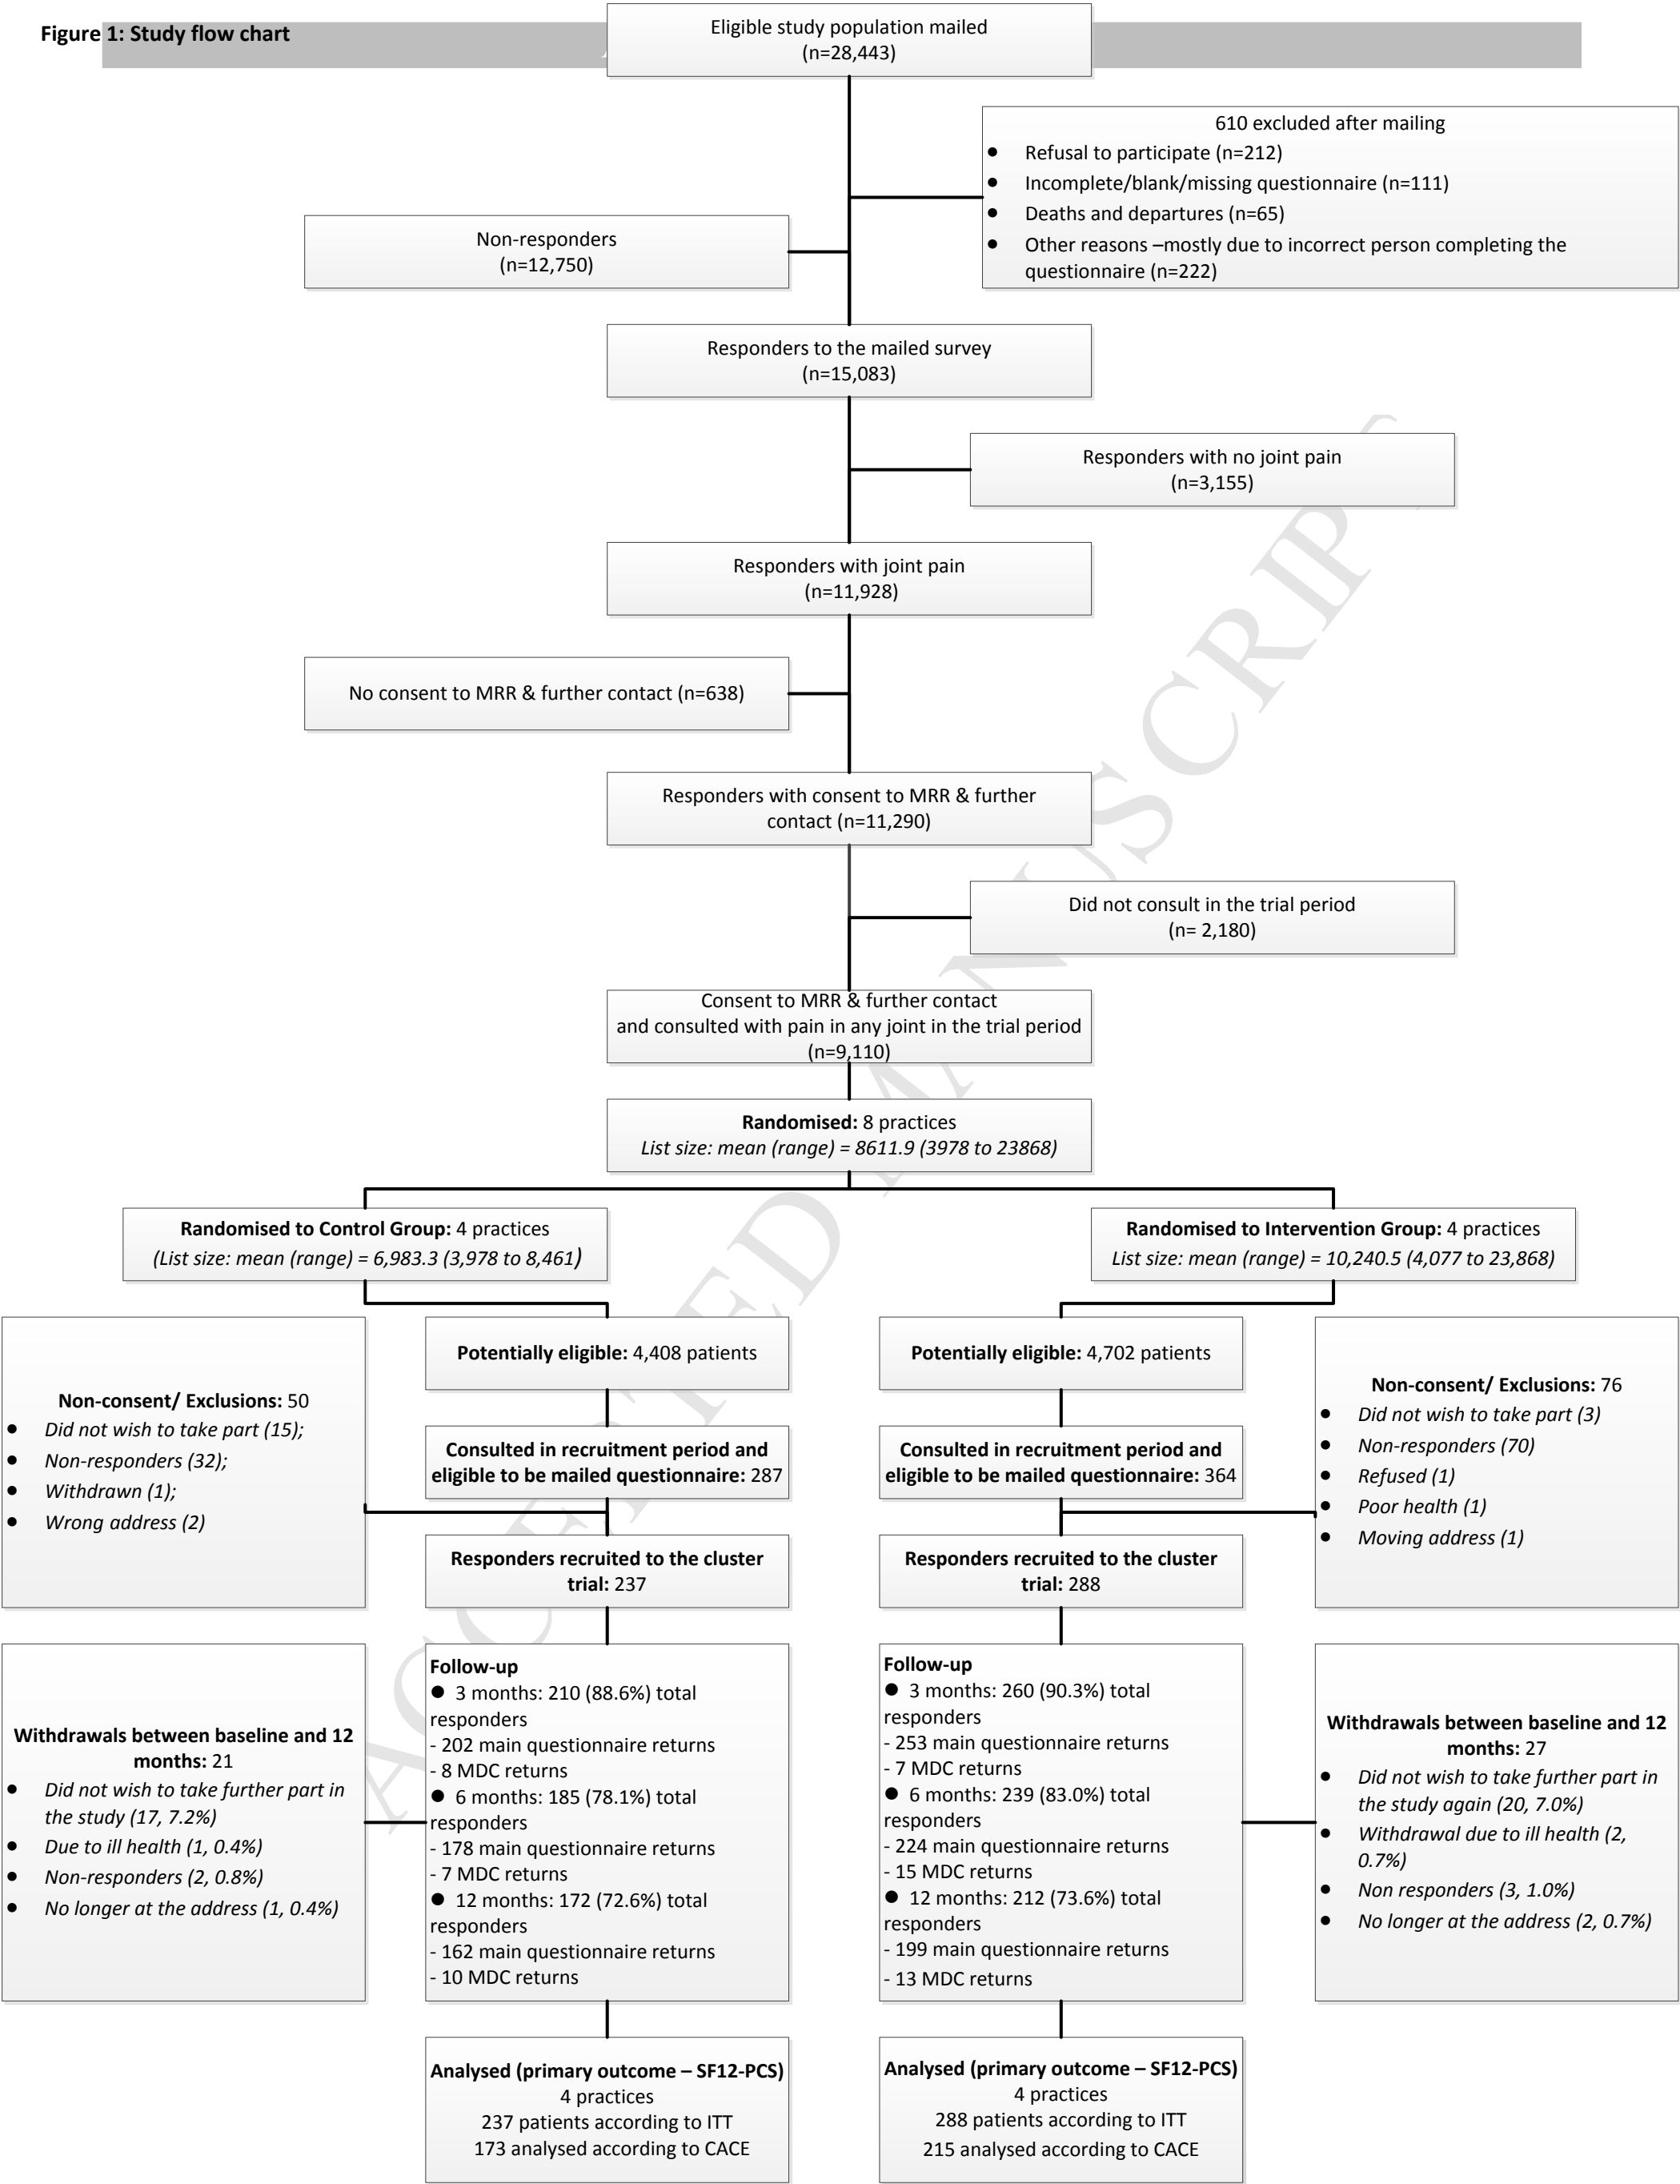 Figure 1: Study flow chart
Eligible study population mailed
(n=28,443)
610 excluded after mailing
● Refusal to participate (n=212)
● Incomplete/blank/missing questionnaire (n=111)
● Deaths and departures (n=65)
● Other reasons –mostly due to incorrect person completing the
questionnaire (n=222)
Non-responders
(n=12,750)
Responders to the mailed survey
(n=15,083)
Responders with no joint pain
(n=3,155)
Responders with joint pain
(n=11,928)
No consent to MRR & further contact (n=638)
Responders with consent to MRR & further
contact (n=11,290)
Did not consult in the trial period
(n= 2,180)
Consent to MRR & further contact
and consulted with pain in any joint in the trial period
(n=9,110)
Randomised: 8 practices
List size: mean (range) = 8611.9 (3978 to 23868)
Randomised to Control Group: 4 practices
(List size: mean (range) = 6,983.3 (3,978 to 8,461)
Randomised to Intervention Group: 4 practices
List size: mean (range) = 10,240.5 (4,077 to 23,868)
Non-consent/ Exclusions: 50
● Did not wish to take part (15);
● Non-responders (32);
● Withdrawn (1);
● Wrong address (2)
Potentially eligible: 4,408 patients
Consulted in recruitment period and
eligible to be mailed questionnaire: 287
Responders recruited to the cluster
trial: 237
Potentially eligible: 4,702 patients
Consulted in recruitment period and
eligible to be mailed questionnaire: 364
Responders recruited to the cluster
trial: 288
Non-consent/ Exclusions: 76
● Did not wish to take part (3)
● Non-responders (70)
● Refused (1)
● Poor health (1)
● Moving address (1)
Withdrawals between baseline and 12
months: 21
● Did not wish to take further part in
the study (17, 7.2%)
● Due to ill health (1, 0.4%)
● Non-responders (2, 0.8%)
● No longer at the address (1, 0.4%)
Follow-up
● 3 months: 210 (88.6%) total
responders
- 202 main questionnaire returns
- 8 MDC returns
● 6 months: 185 (78.1%) total
responders
- 178 main questionnaire returns
- 7 MDC returns
● 12 months: 172 (72.6%) total
responders
- 162 main questionnaire returns
- 10 MDC returns
Follow-up
● 3 months: 260 (90.3%) total
responders
- 253 main questionnaire returns
- 7 MDC returns
● 6 months: 239 (83.0%) total
responders
- 224 main questionnaire returns
- 15 MDC returns
● 12 months: 212 (73.6%) total
responders
- 199 main questionnaire returns
- 13 MDC returns
Withdrawals between baseline and 12
months: 27
● Did not wish to take further part in
the study again (20, 7.0%)
● Withdrawal due to ill health (2,
0.7%)
● Non responders (3, 1.0%)
● No longer at the address (2, 0.7%)
Analysed (primary outcome – SF12-PCS)
4 practices
237 patients according to ITT
173 analysed according to CACE
Analysed (primary outcome – SF12-PCS)
4 practices
288 patients according to ITT
215 analysed according to CACE
ACCEPTED MANUSCRIPT